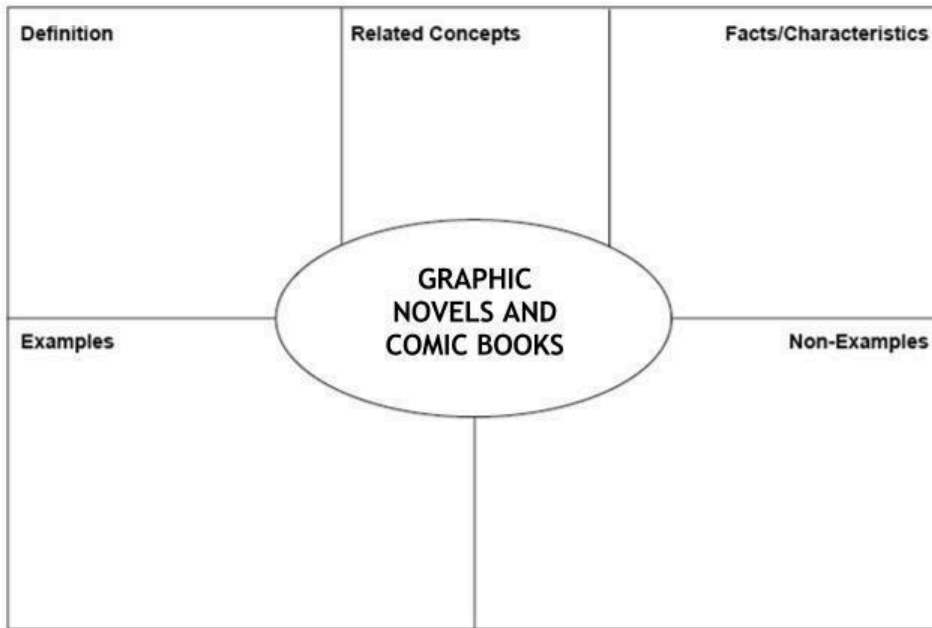 Definition
Related Concepts
Facts/Characteristics
GRAPHIC
NOVELS AND
COMIC BOOKS
Examples
Non-Examples